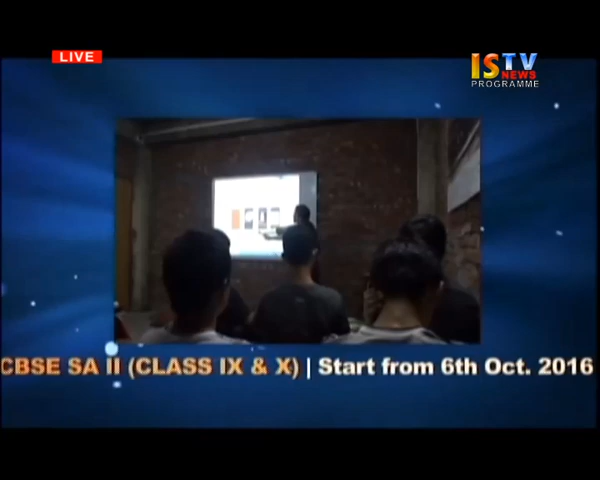 LIVE
ISTV
NEWS
PROGRAMME
CBSE SA II (CLASS IX & X) | Start from 6th Oct. 2016